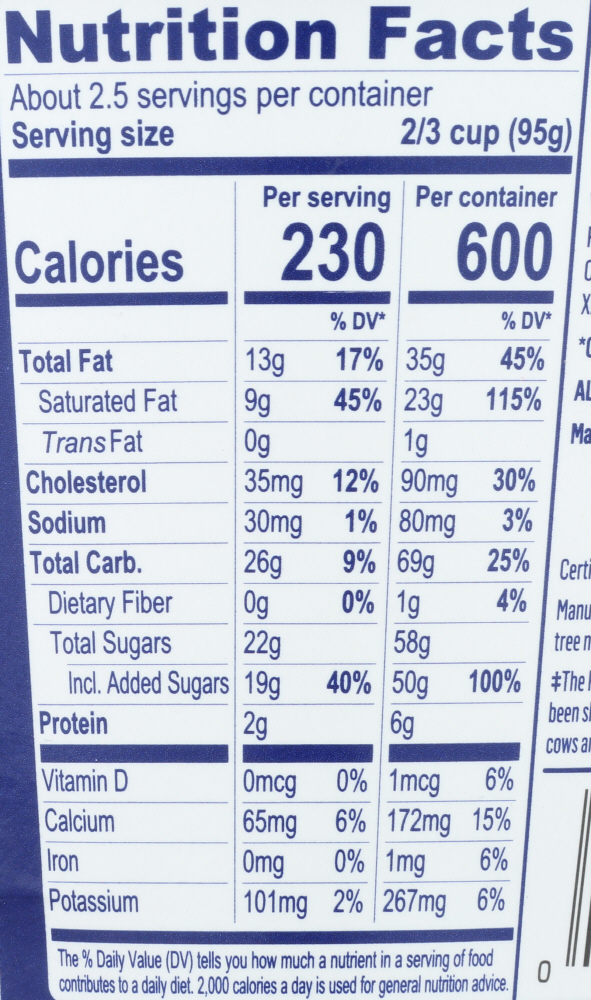 Nutrition Facts
About 2.5 servings per container
Serving size 2/3 cup (95g)
Per serving Per container
Calories 230 600
% DV* % DV*
Total Fat 13g 17% 35g 45%
Saturated Fat 9g 45% 23g 115%
Trans Fat 0g 1g
Cholesterol 35mg 12% 90mg 30%
Sodium 30mg 1% 80mg 3%
Total Carb. 26g 9% 69g 25%
Dietary Fiber 0g 0% 1g 4%
Total Sugars 22g 58g
Incl. Added Sugars 19g 40% 50g 100%
Protein 2g 6g
Vitamin D 0mcg 0% 1mcg 6%
Calcium 65mg 6% 172mg 15%
Iron 0mg 0% 1mg 6%
Potassium 101mg 2% 267mg 6%
The % Daily Value (DV) tells you how much a nutrient in a serving of food
contributes to a daily diet. 2,000 calories a day is used for general nutrition advice.
‡The
been
cows
tree
0